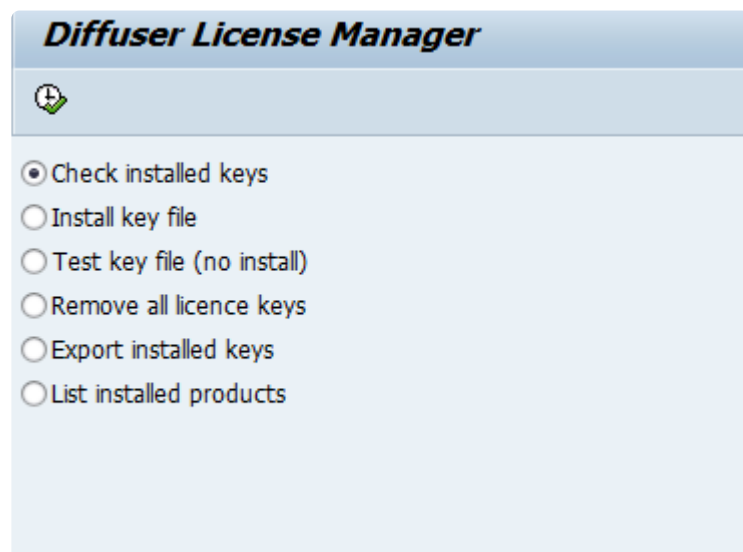 Diffuser License Manager
Check installed keys
Install key file
Test key file (no install)
Remove all licence keys
Export installed keys
List installed products